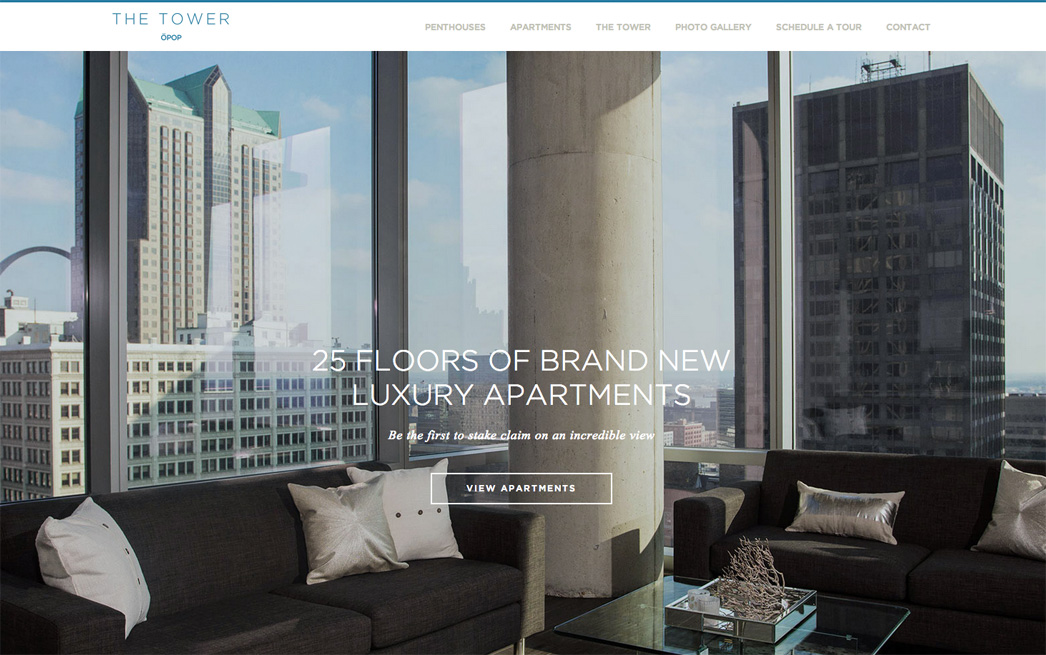 THE TOWER
ŌPOP
PENTHOUSES APARTMENTS THE TOWER PHOTO GALLERY SCHEDULE A TOUR CONTACT
25 FLOORS OF BRAND NEW
LUXURY APARTMENTS
Be the first to stake claim on an incredible view
VIEW APARTMENTS